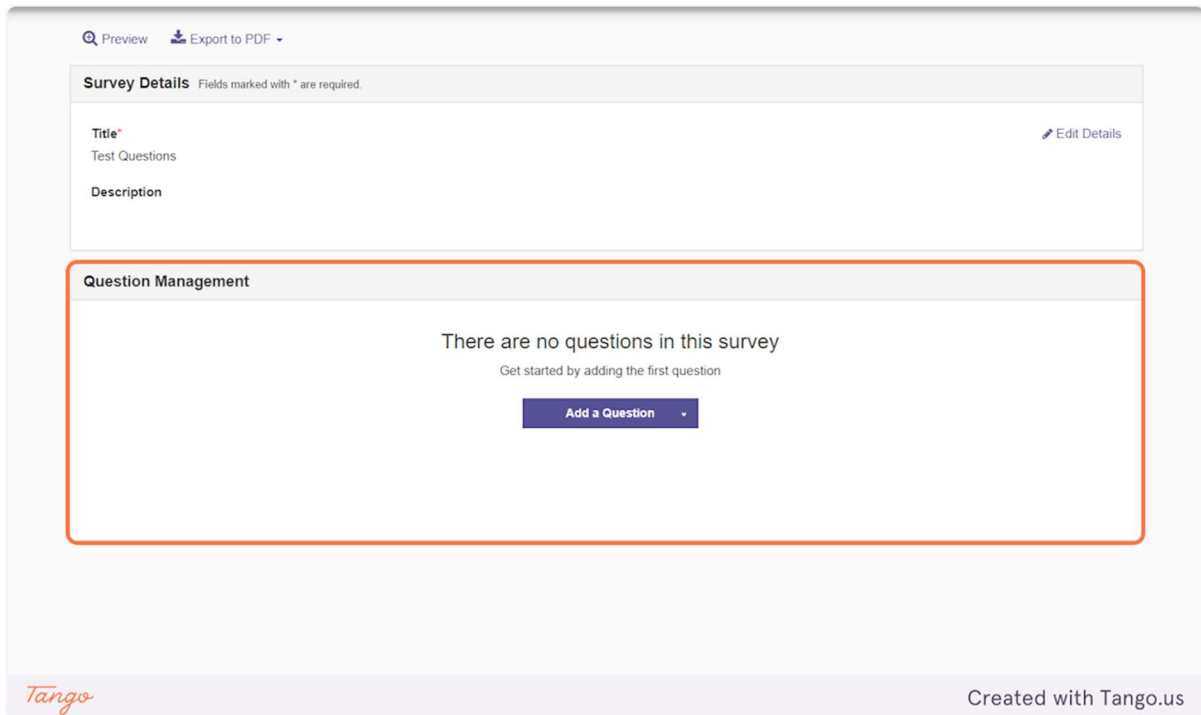 Preview Export to PDF
Survey Details Fields marked with * are required.
Title*
Edit Details
Test Questions
Description
Question Management
There are no questions in this survey
Get started by adding the first question
Add a Question
Tango
Created with Tango.us